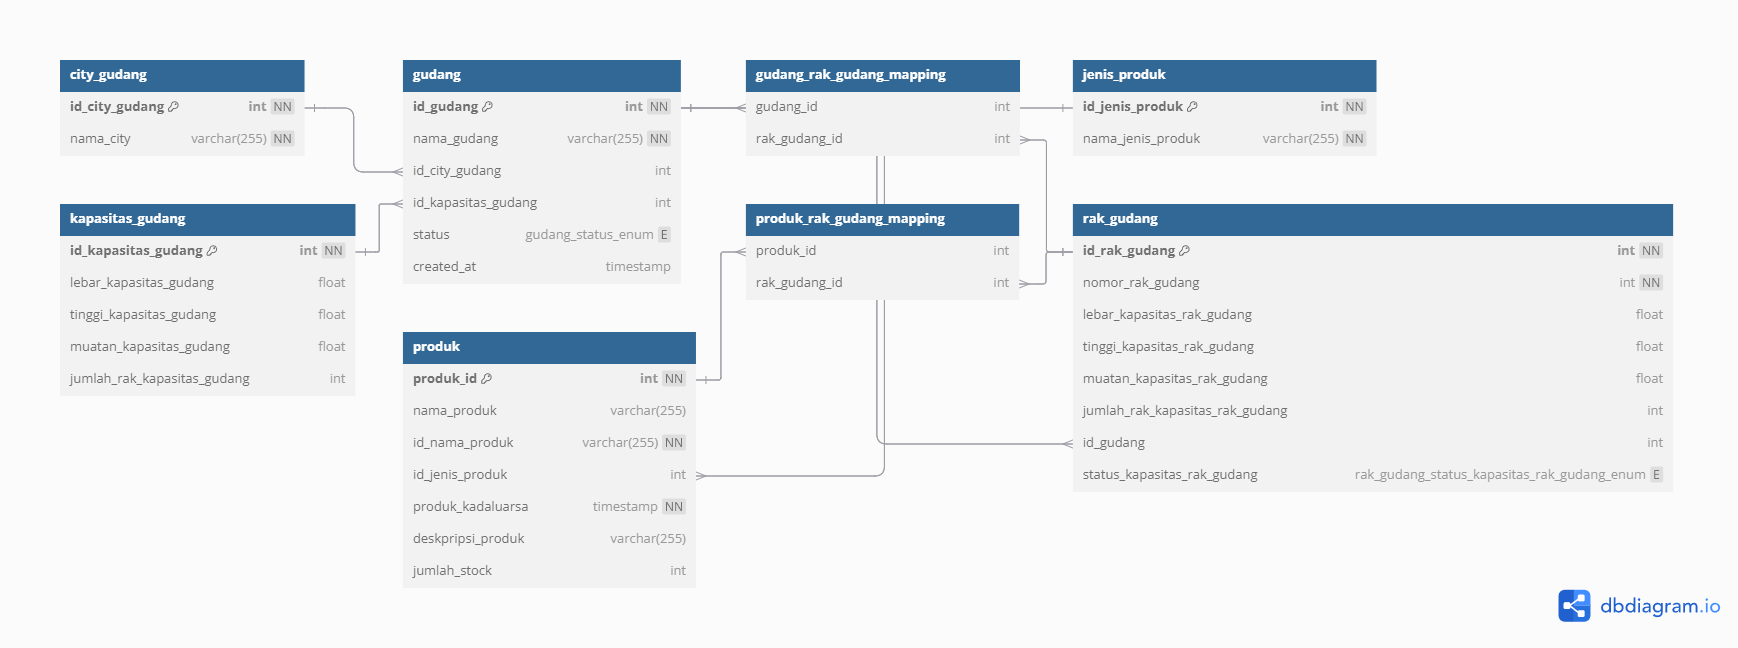 city_gudang
id_city_gudang int NN
nama_city varchar(255) NN
kapasitas_gudang
id_kapasitas_gudang int NN
lebar_kapasitas_gudang float
tinggi_kapasitas_gudang float
muatan_kapasitas_gudang float
jumlah_rak_kapasitas_gudang int
gudang
id_gudang int NN
nama_gudang varchar(255) NN
id_city_gudang int
id_kapasitas_gudang int
status gudang_status_enum E
created_at timestamp
produk
produk_id int NN
nama_produk varchar(255)
id_nama_produk varchar(255) NN
id_jenis_produk int
produk_kadaluarsa timestamp NN
deskpripsi_produk varchar(255)
jumlah_stock int
gudang_rak_gudang_mapping
gudang_id int
rak_gudang_id int
produk_rak_gudang_mapping
produk_id int
rak_gudang_id int
jenis_produk
id_jenis_produk int NN
nama_jenis_produk varchar(255) NN
rak_gudang
id_rak_gudang int NN
nomor_rak_gudang int NN
lebar_kapasitas_rak_gudang float
tinggi_kapasitas_rak_gudang float
muatan_kapasitas_rak_gudang float
jumlah_rak_kapasitas_rak_gudang int
id_gudang int
status_kapasitas_rak_gudang rak_gudang_status_kapasitas_rak_gudang_enum E
dbdiagram.io